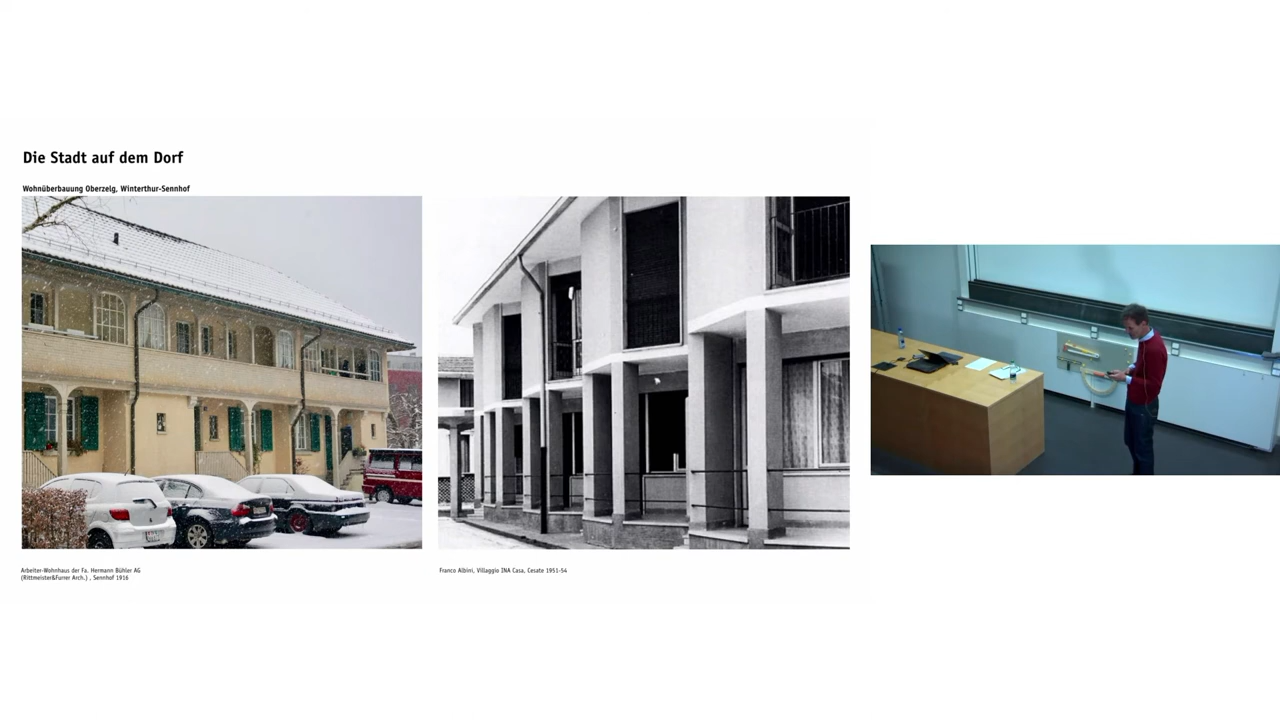 Die Stadt auf dem Dorf
Wohnüberbauung Oberzelg, Winterthur-Sennhof
Arbeiter-Wohnhaus der Fa. Hermann Bühler AG
(Rittmeister&Furrer Arch.) , Sennhof 1916
Franco Albini, Villaggio INA Casa, Cesate 1951-54